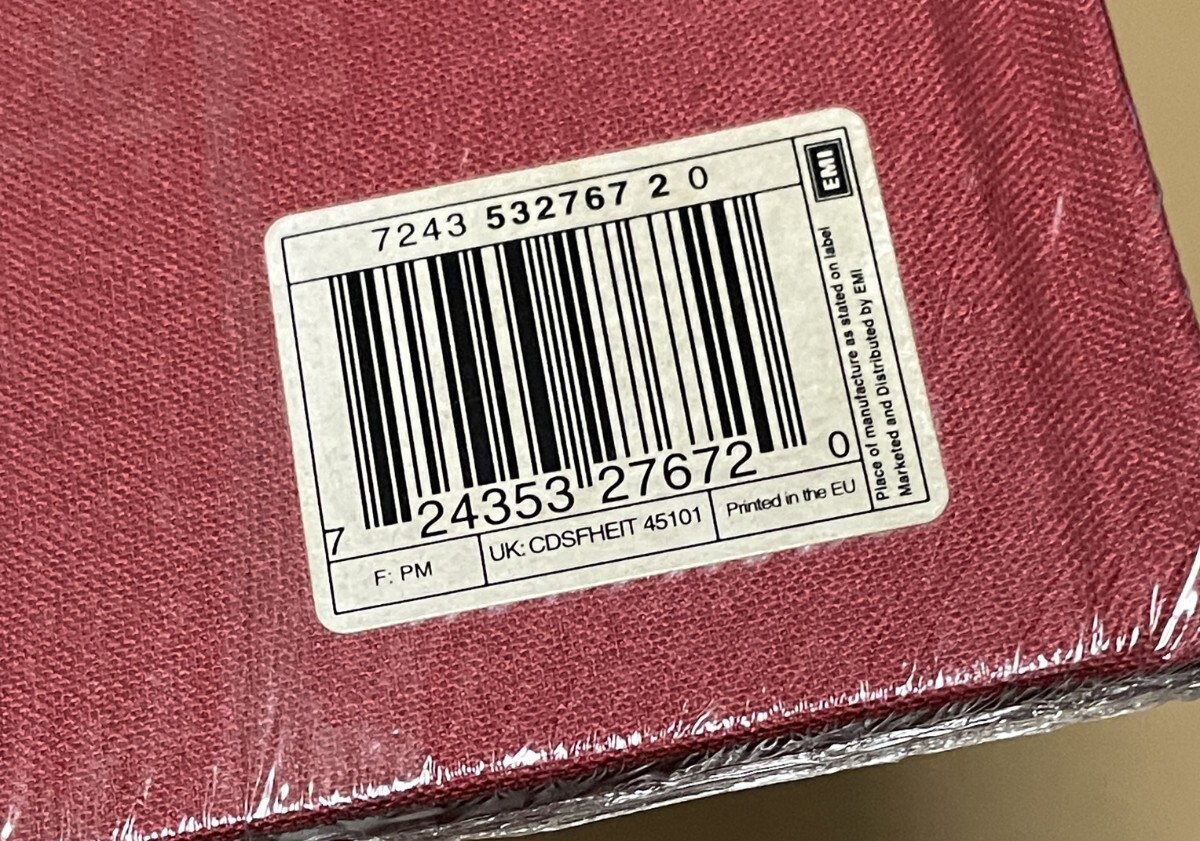 7243 532767 2 0
7 24353 27672 0
F: PM
UK: CDSFHEIT 45101
Printed in the EU
EMI
Place of manufacture as stated on label
Marketed and Distributed by EMI